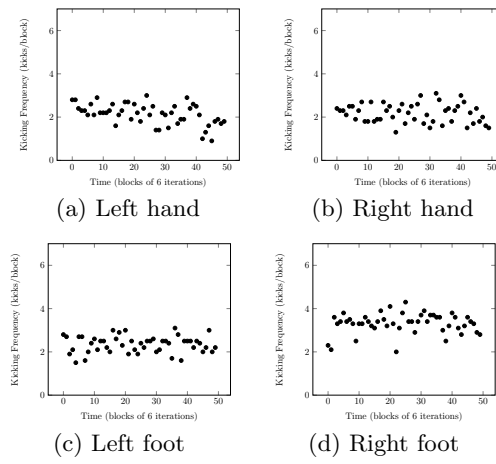 Kicking Frequency (kicks/block)
6
4
2
0
0 10 20 30 40 50
Time (blocks of 6 iterations)
(a) Left hand
Kicking Frequency (kicks/block)
6
4
2
0
0 10 20 30 40 50
Time (blocks of 6 iterations)
(b) Right hand
Kicking Frequency (kicks/block)
6
4
2
0
0 10 20 30 40 50
Time (blocks of 6 iterations)
(c) Left foot
Kicking Frequency (kicks/block)
6
4
2
0
0 10 20 30 40 50
Time (blocks of 6 iterations)
(d) Right foot